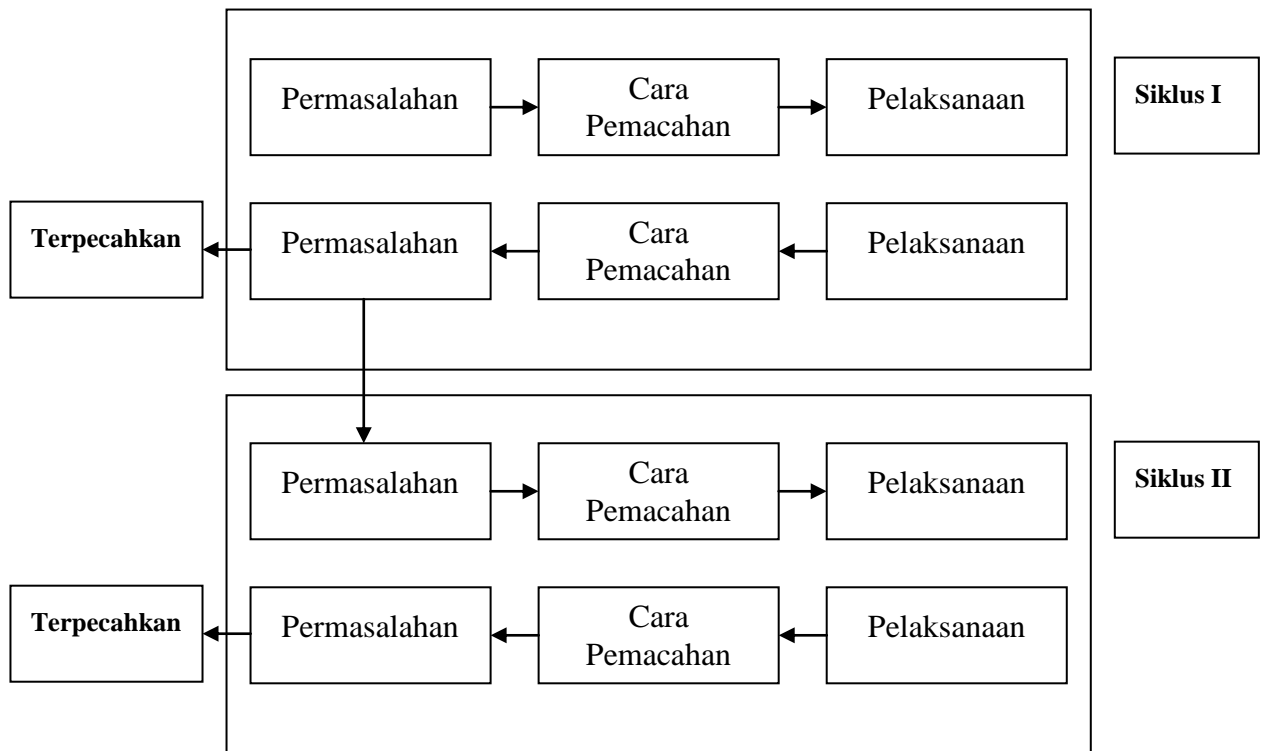 Permasalahan
Cara
Pemacahan
Pelaksanaan
Siklus I
Terpecahkan
Permasalahan
Cara
Pemacahan
Pelaksanaan
Permasalahan
Cara
Pemacahan
Pelaksanaan
Siklus II
Terpecahkan
Permasalahan
Cara
Pemacahan
Pelaksanaan